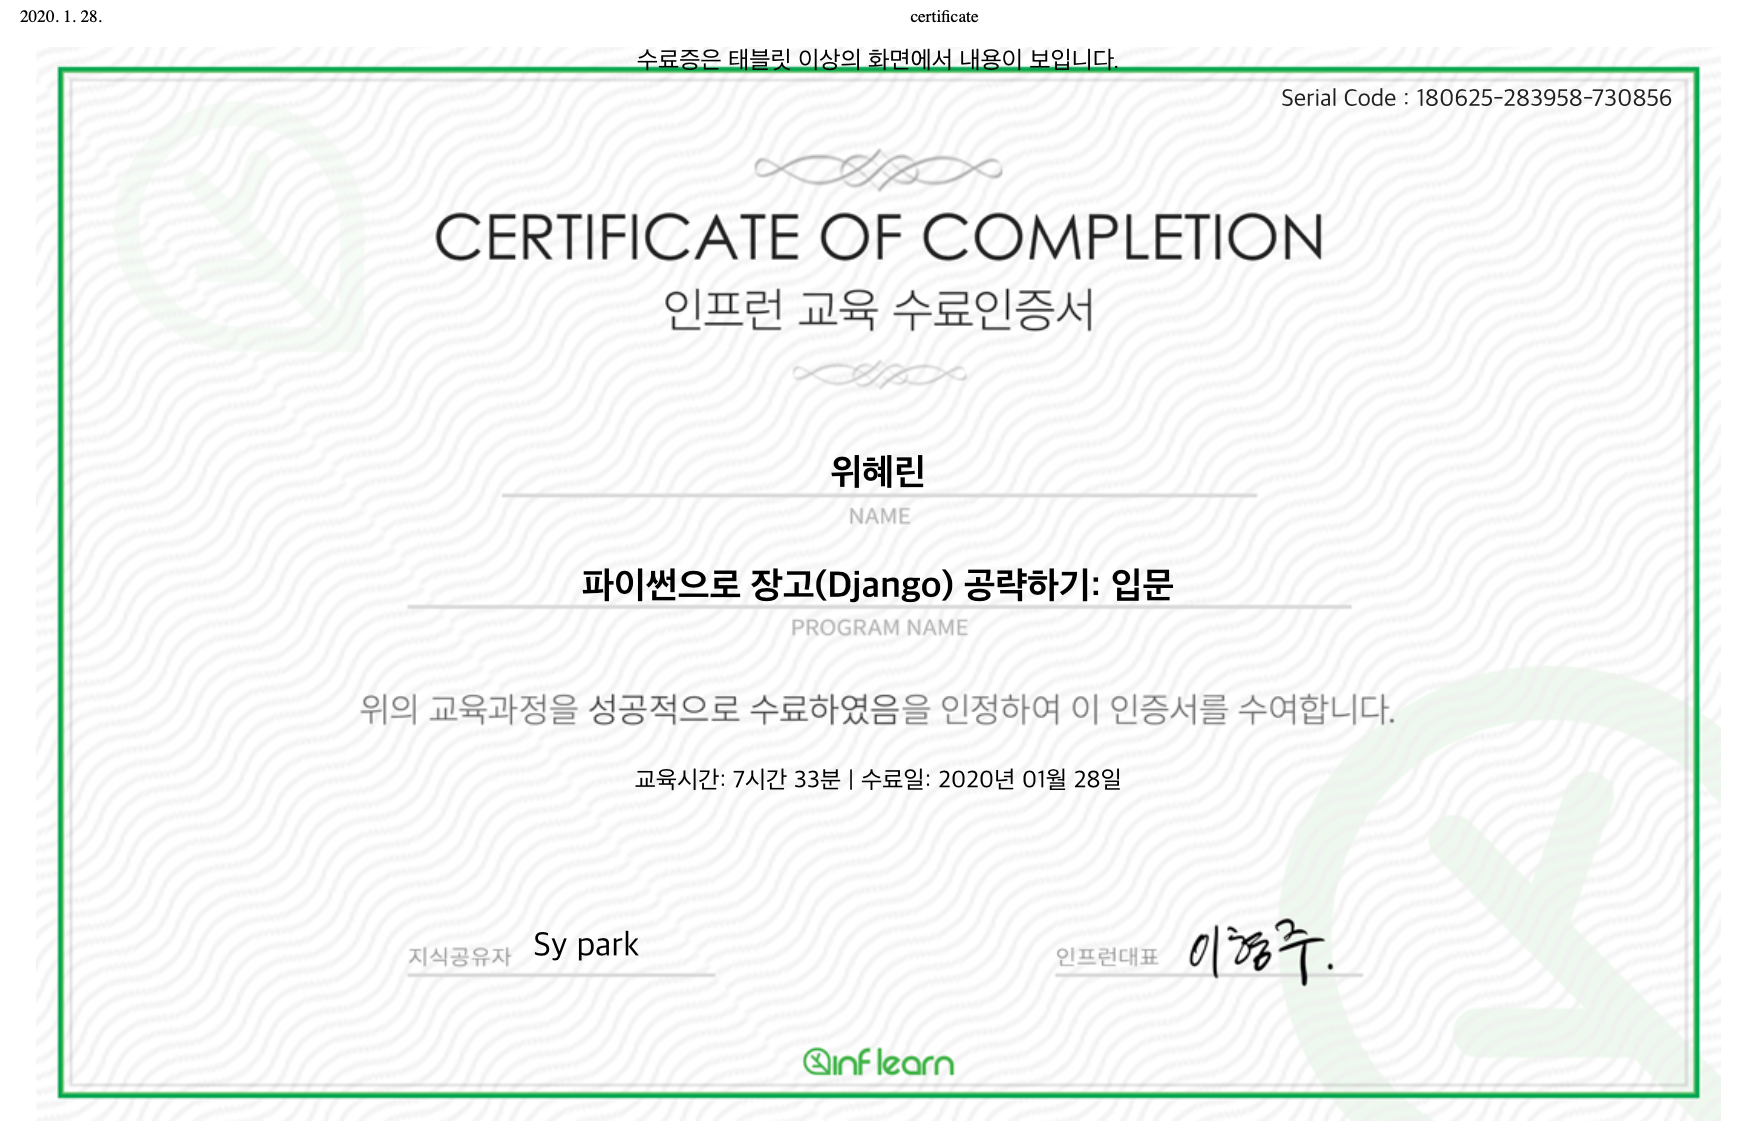 2020. 1. 28.
certificate
수료증은 태블릿 이상의 화면에서 내용이 보입니다.
Serial Code : 180625-283958-730856
CERTIFICATE OF COMPLETION
인프런 교육 수료인증서
위혜린
NAME
파이썬으로 장고(Django) 공략하기: 입문
PROGRAM NAME
위의 교육과정을 성공적으로 수료하였음을 인정하여 이 인증서를 수여합니다.
교육시간: 7시간 33분 | 수료일: 2020년 01월 28일
지식공유자 Sy park
인프런대표 이형주.
inflearn